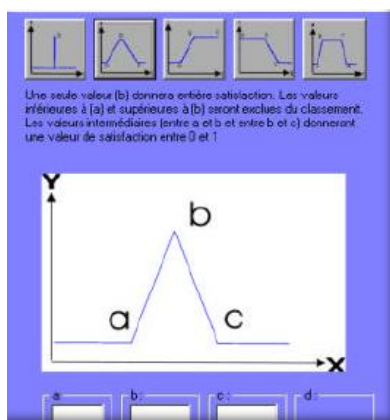 Une seule valeur (b) donnera entière satisfaction. Les valeurs
inférieures à (a) et supérieures à (b) seront exclues du classement.
Les valeurs intermédiaires (entre a et b et entre b et c) donneront
une valeur de satisfaction entre 0 et 1
Y
b
a
c
X
a:
b:
c:
d: